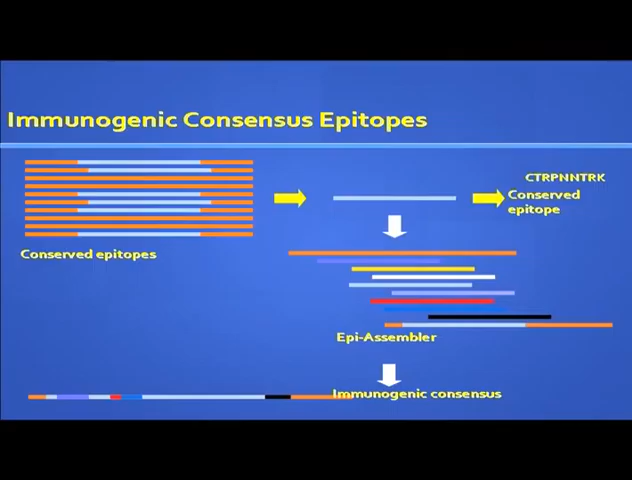 Immunogenic Consensus Epitopes
CTRPNNTRK
Conserved
epitope
Conserved epitopes
Epi-Assembler
Immunogenic consensus